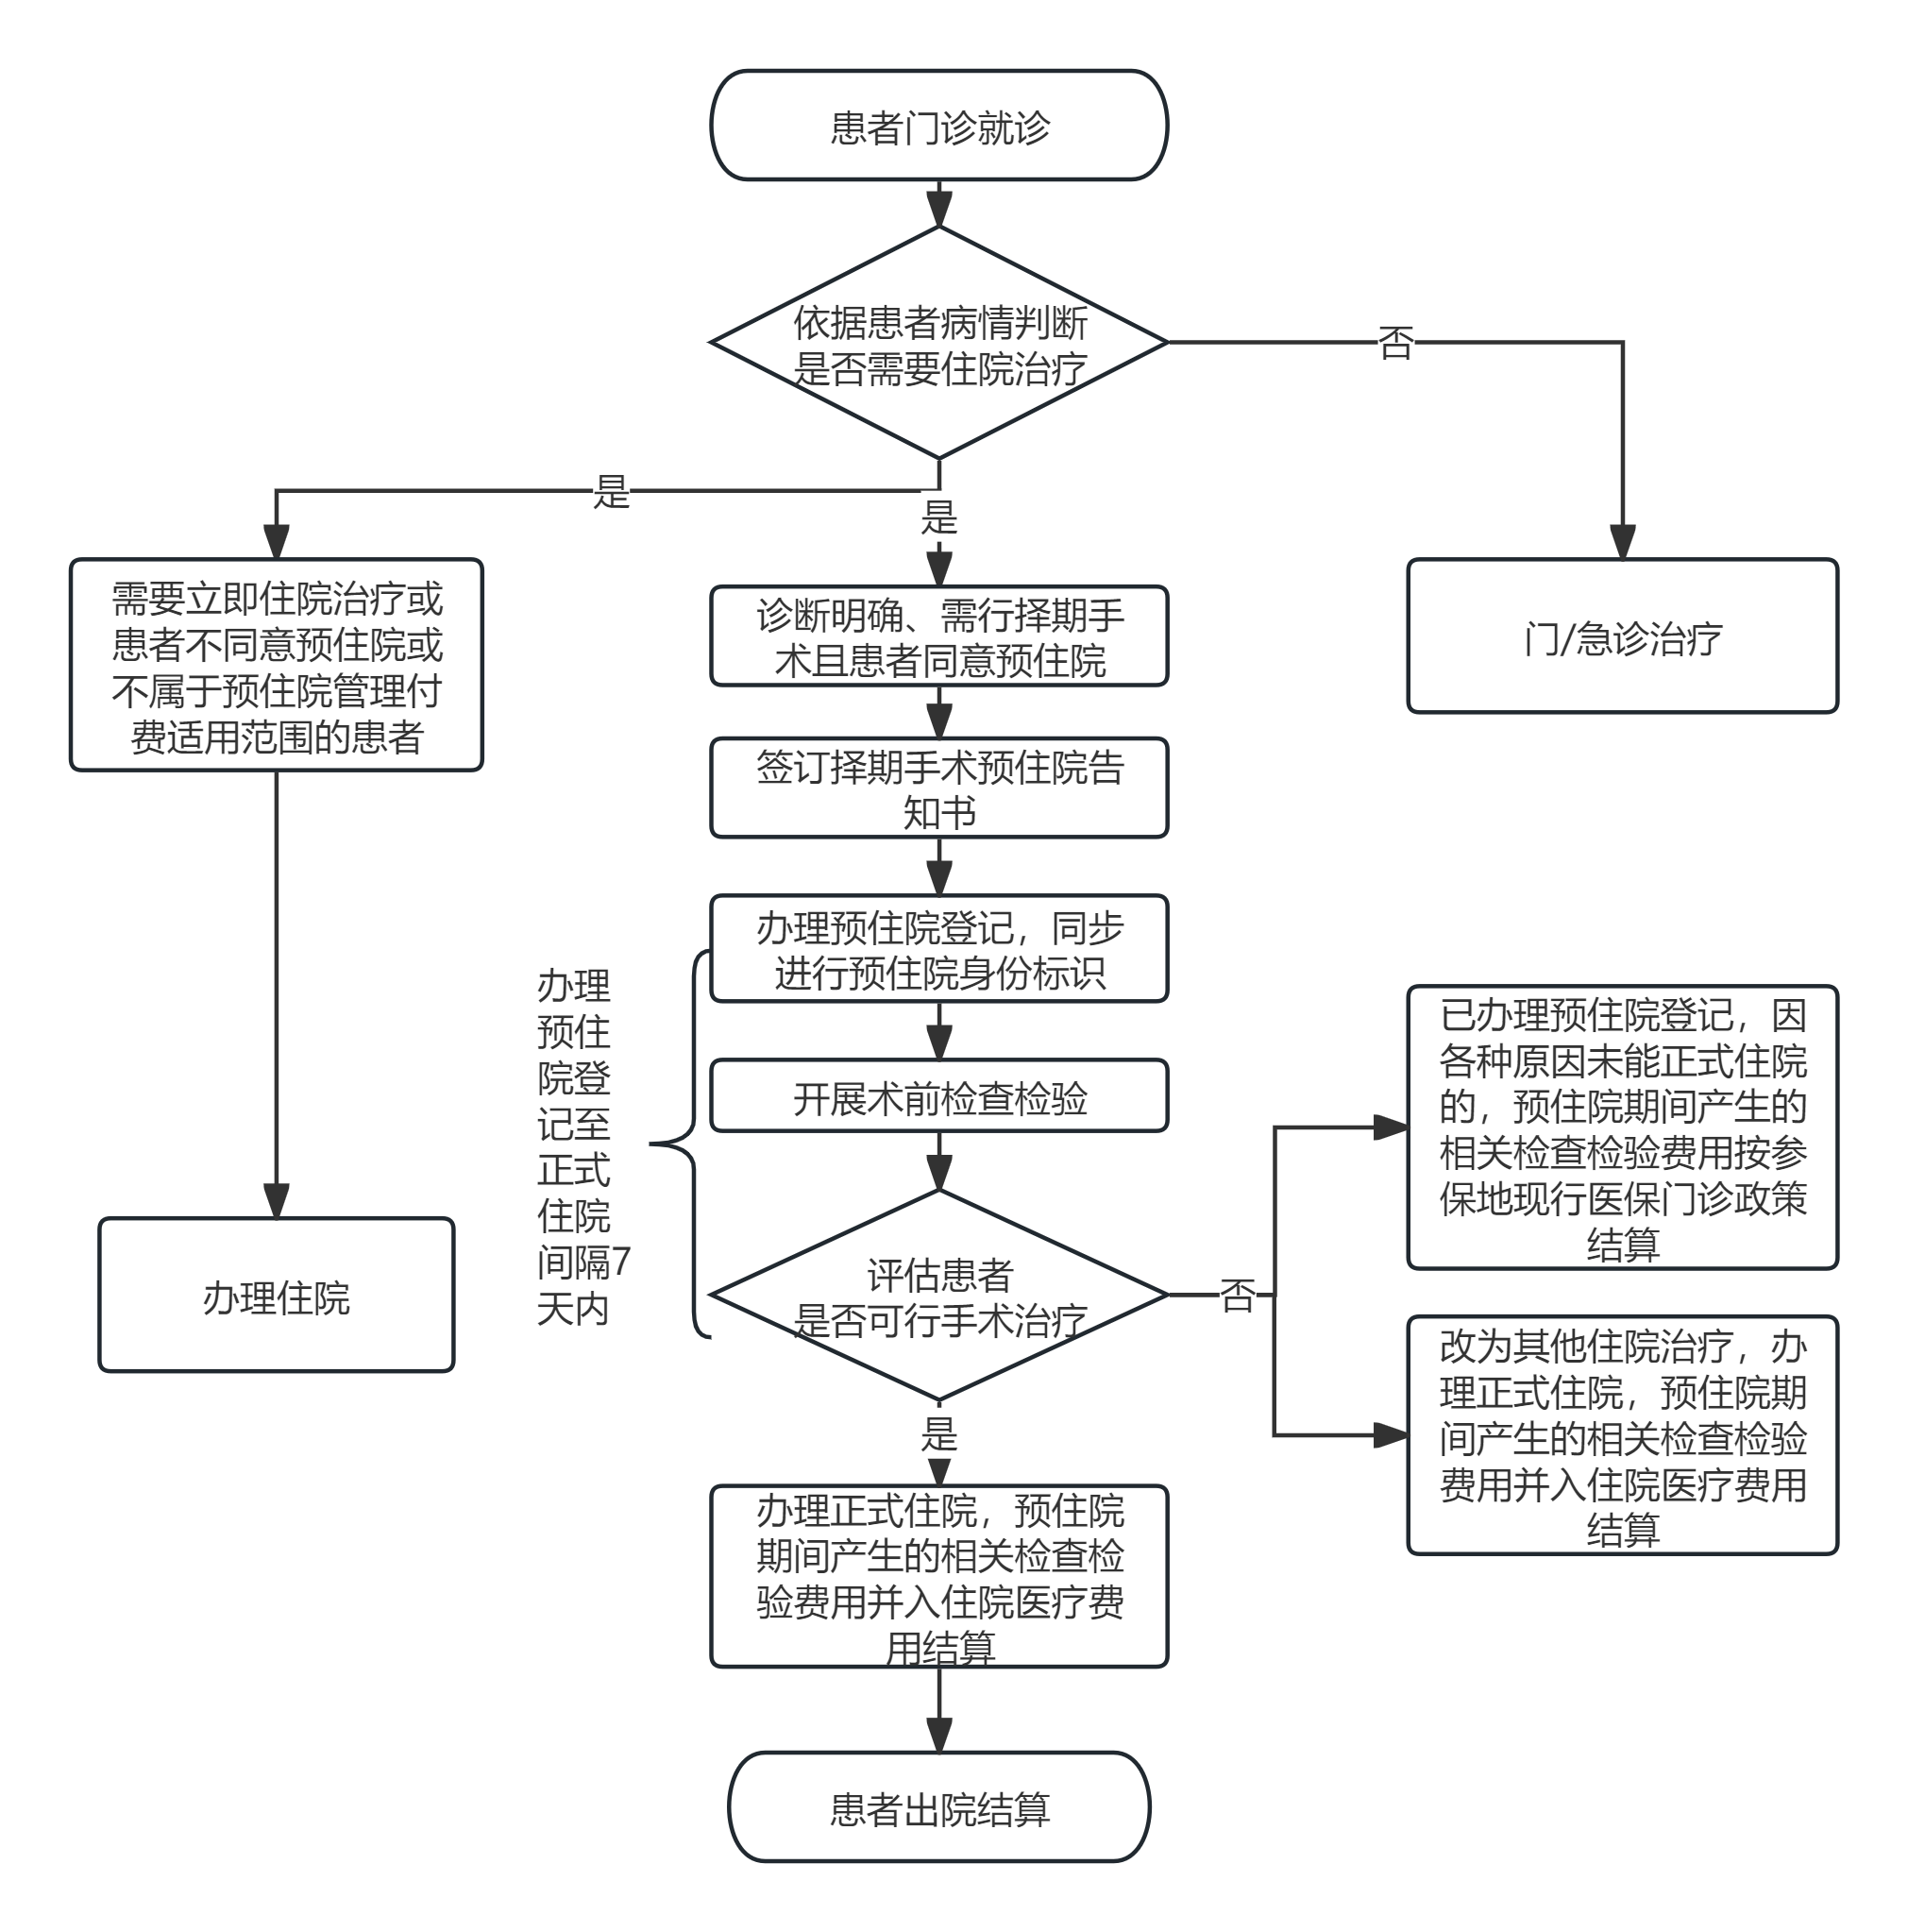 患者门诊就诊
依据患者病情判断
是否需要住院治疗
否
是
是
需要立即住院治疗或
患者不同意预住院或
不属于预住院管理付
费适用范围的患者
诊断明确、需行择期手
术且患者同意预住院
门/急诊治疗
签订择期手术预住院告
知书
办理预住院登记，同步
进行预住院身份标识
办理
预住
院登
记至
正式
住院
间隔7
天内
开展术前检查检验
已办理预住院登记，因
各种原因未能正式住院
的，预住院期间产生的
相关检查检验费用按参
保地现行医保门诊政策
结算
办理住院
评估患者
是否可行手术治疗
否
改为其他住院治疗，办
理正式住院，预住院期
间产生的相关检查检验
费用并入住院医疗费用
结算
是
办理正式住院，预住院
期间产生的相关检查检
验费用并入住院医疗费
用结算
患者出院结算